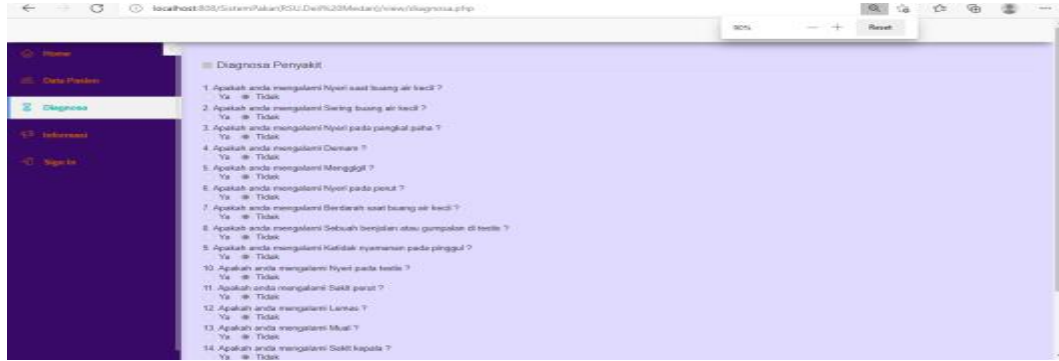 localhost:808/SistemPakar(RSU.Deli%20Medan)/view/diagnosa.php
90%
Reset
Home
Data Pasien
Diagnosa
Informasi
Sign In
Diagnosa Penyakit
1. Apakah anda mengalami Nyeri saat buang air kecil ?
Ya Tidak
2. Apakah anda mengalami Sering buang air kecil ?
Ya Tidak
3. Apakah anda mengalami Nyeri pada pangkal paha ?
Ya Tidak
4. Apakah anda mengalami Demam ?
Ya Tidak
5. Apakah anda mengalami Menggigil ?
Ya Tidak
6. Apakah anda mengalami Nyeri pada perut ?
Ya Tidak
7. Apakah anda mengalami Berdarah saat buang air kecil ?
Ya Tidak
8. Apakah anda mengalami Sebuah benjolan atau gumpalan di testis ?
Ya Tidak
9. Apakah anda mengalami Katidak nyamanan pada pinggul ?
Ya Tidak
10. Apakah anda mengalami Nyeri pada testis ?
Ya Tidak
11. Apakah anda mengalami Sakit perut ?
Ya Tidak
12. Apakah anda mengalami Lemas ?
Ya Tidak
13. Apakah anda mengalami Mual ?
Ya Tidak
14. Apakah anda mengalami Sakit kepala ?
Ya Tidak